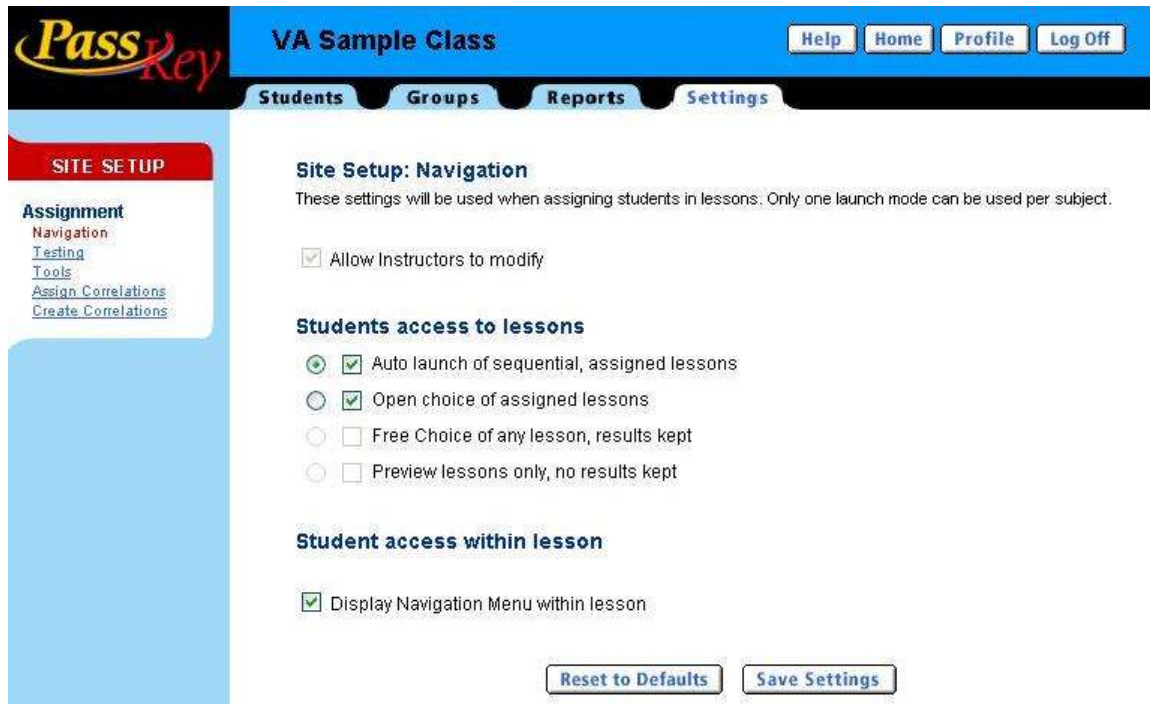 PassKey
VA Sample Class
Help Home Profile Log Off
Students Groups Reports Settings
SITE SETUP
Assignment
Navigation
Testing
Tools
Assign Correlations
Create Correlations
Site Setup: Navigation
These settings will be used when assigning students in lessons. Only one launch mode can be used per subject.
Allow Instructors to modify
Students access to lessons
Auto launch of sequential, assigned lessons
Open choice of assigned lessons
Free Choice of any lesson, results kept
Preview lessons only, no results kept
Student access within lesson
Display Navigation Menu within lesson
Reset to Defaults Save Settings